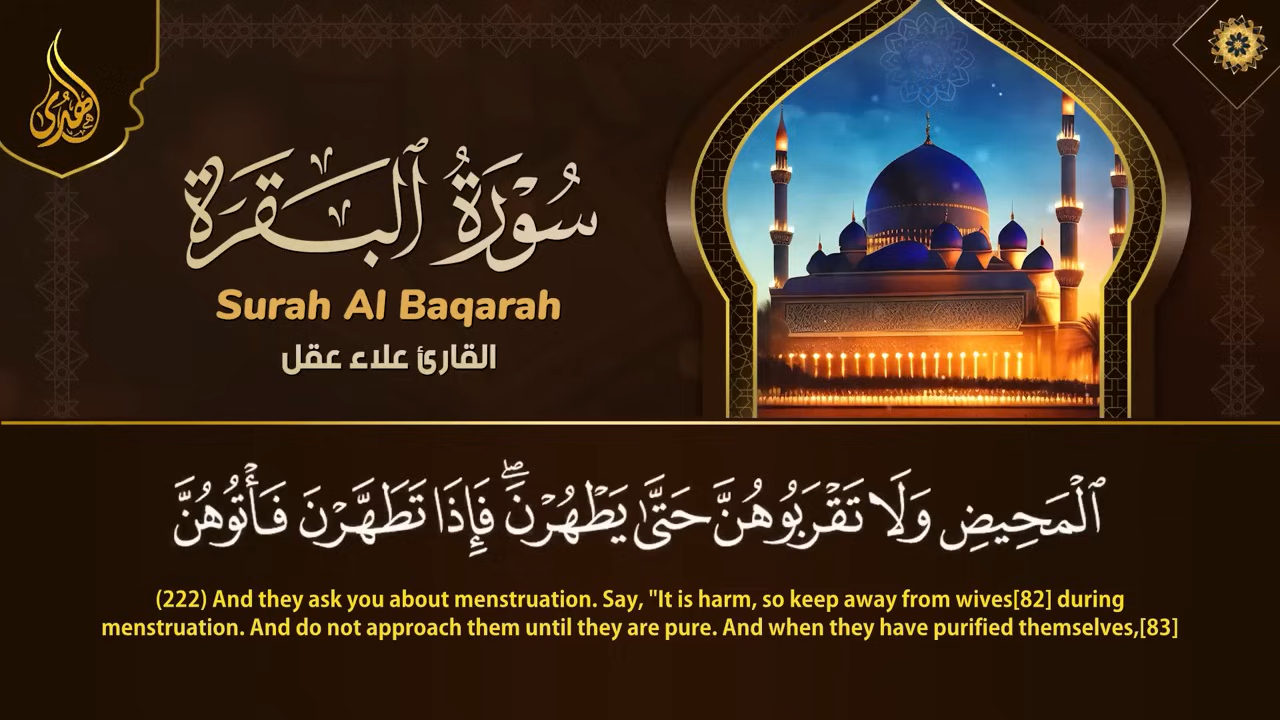 هدى
سُورَةُ ٱلْبَقَرَةِ
Surah Al Baqarah
القارئ علاء عقل
ٱلْمَحِيضِ وَلَا تَقْرَبُوهُنَّ حَتَّىٰ يَطْهُرْنَ ۖ فَإِذَا تَطَهَّرْنَ فَأْتُوهُنَّ
(222) And they ask you about menstruation. Say, "It is harm, so keep away from wives[82] during
menstruation. And do not approach them until they are pure. And when they have purified themselves,[83]